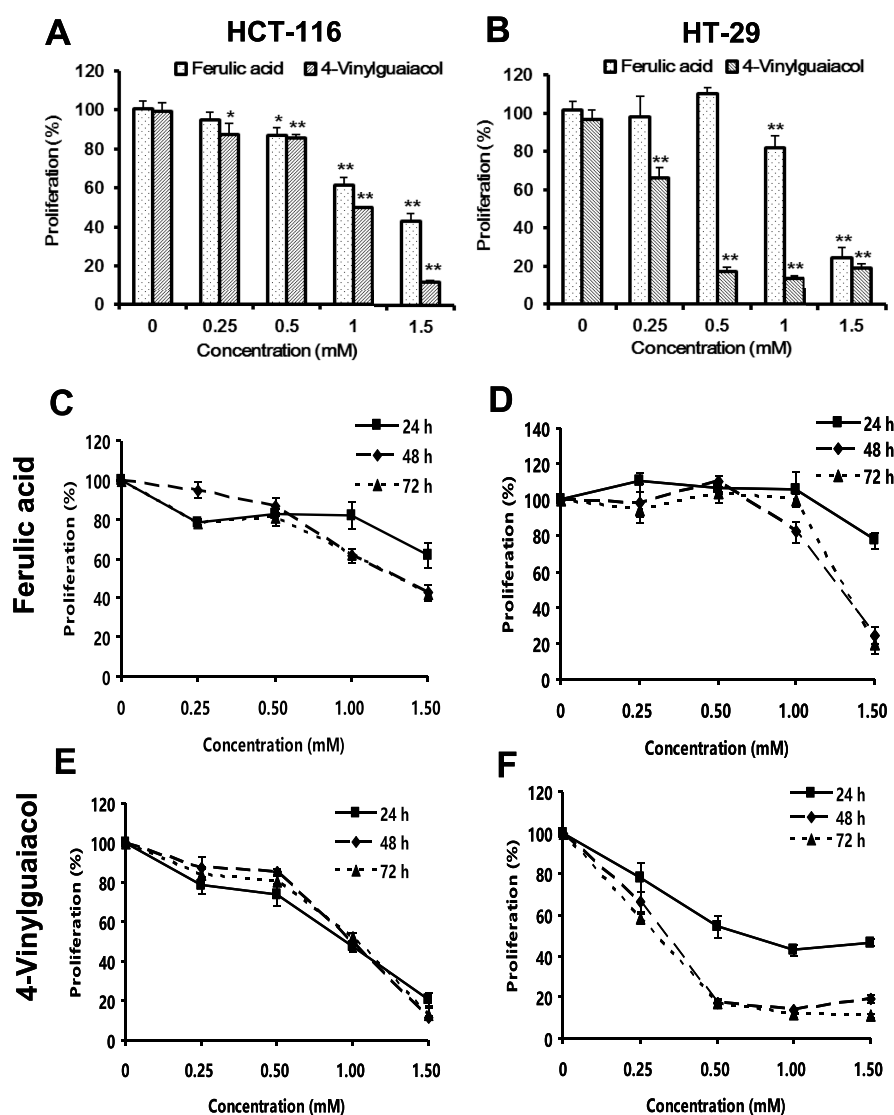 A HCT-116
B HT-29
Ferulic acid 4-Vinylguaiacol
Proliferation (%)
120
100
80
60
40
20
0
* * ** ** ** ** **
0 0.25 0.5 1 1.5
Concentration (mM)
Ferulic acid 4-Vinylguaiacol
Proliferation (%)
120
100
80
60
40
20
0
** ** ** ** ** **
0 0.25 0.5 1 1.5
Concentration (mM)
Ferulic acid
C
24 h
48 h
72 h
Proliferation (%)
120
100
80
60
40
20
0
0 0.25 0.50 1.00 1.50
Concentration (mM)
D
24 h
48 h
72 h
Proliferation (%)
140
120
100
80
60
40
20
0
0 0.25 0.50 1.00 1.50
Concentration (mM)
4-Vinylguaiacol
E
24 h
48 h
72 h
Proliferation (%)
120
100
80
60
40
20
0
0 0.25 0.50 1.00 1.50
Concentration (mM)
F
24 h
48 h
72 h
Proliferation (%)
120
100
80
60
40
20
0
0 0.25 0.50 1.00 1.50
Concentration (mM)